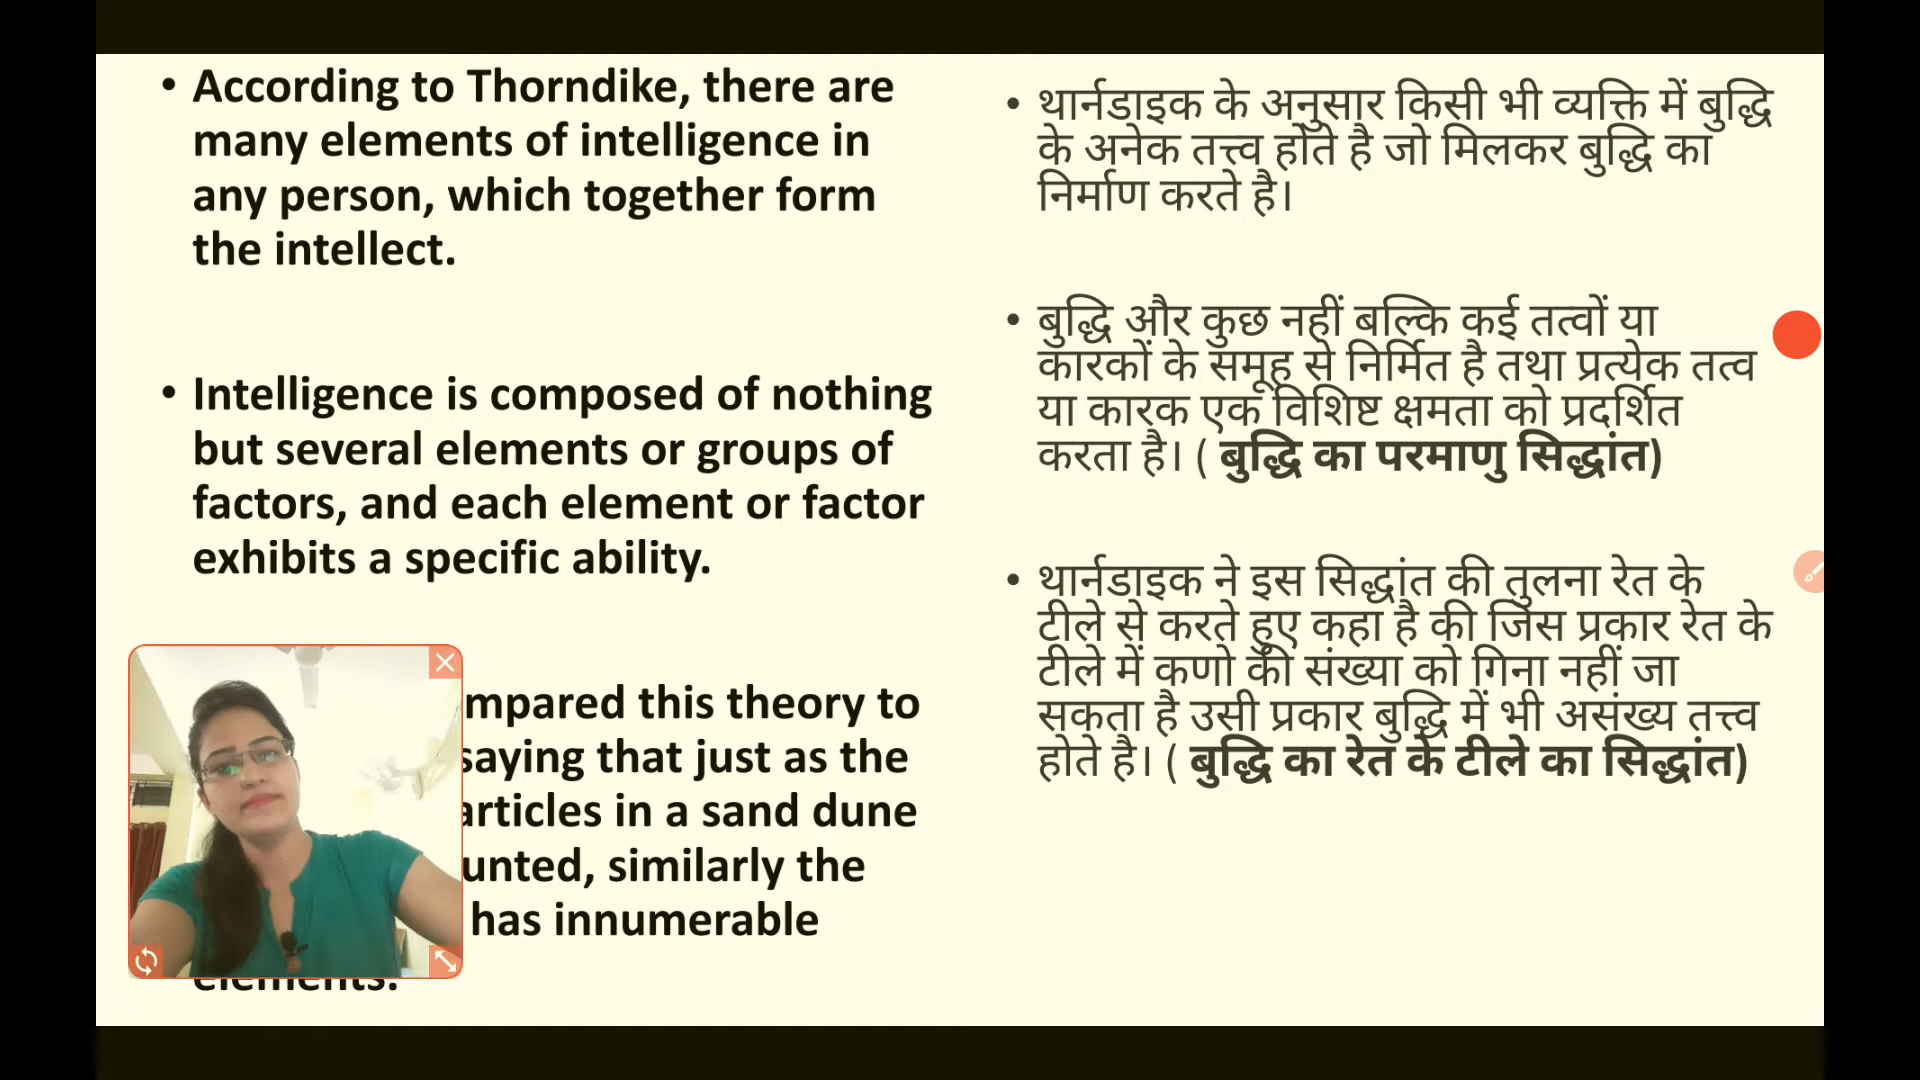 • According to Thorndike, there are
many elements of intelligence in
any person, which together form
the intellect.
• Intelligence is composed of nothing
but several elements or groups of
factors, and each element or factor
exhibits a specific ability.
mpared this theory to
saying that just as the
articles in a sand dune
unted, similarly the
has innumerable
elements.
• थार्नडाइक के अनुसार किसी भी व्यक्ति में बुद्धि
के अनेक तत्त्व होते है जो मिलकर बुद्धि का
निर्माण करते है।
• बुद्धि और कुछ नहीं बल्कि कई तत्वों या
कारकों के समूह से निर्मित है तथा प्रत्येक तत्व
या कारक एक विशिष्ट क्षमता को प्रदर्शित
करता है। ( बुद्धि का परमाणु सिद्धांत)
• थार्नडाइक ने इस सिद्धांत की तुलना रेत के
टीले से करते हुए कहा है की जिस प्रकार रेत के
टीले में कणो की संख्या को गिना नहीं जा
सकता है उसी प्रकार बुद्धि में भी असंख्य तत्त्व
होते है। ( बुद्धि का रेत के टीले का सिद्धांत)